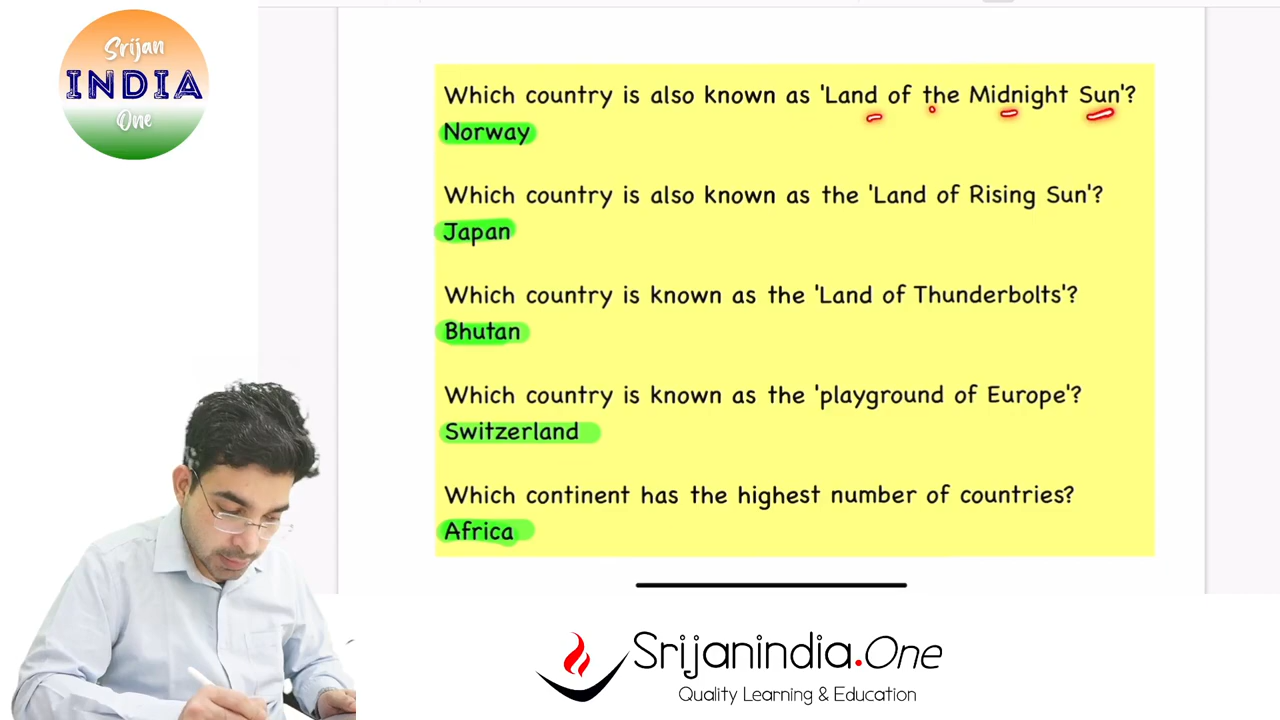 Srijan
INDIA
One
Which country is also known as 'Land of the Midnight Sun'?
Norway
Which country is also known as the 'Land of Rising Sun'?
Japan
Which country is known as the 'Land of Thunderbolts'?
Bhutan
Which country is known as the 'playground of Europe'?
Switzerland
Which continent has the highest number of countries?
Africa
Srijanindia.One
Quality Learning & Education